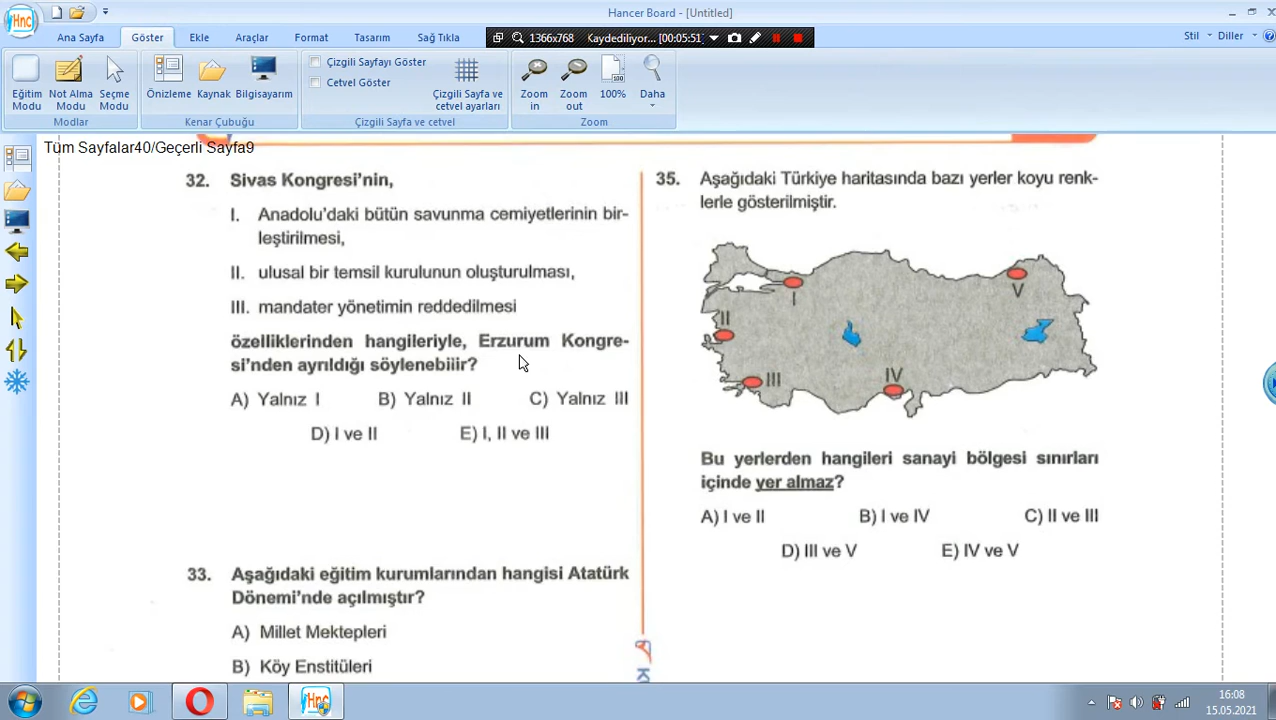 Hnc
Hancer Board - [Untitled]
Ana Sayfa
Göster
Ekle
Araçlar
Format
Tasarım
Sağ Tıkla
1366x768
Kaydediliyor... [00:05:51]
Stil
Diller
Eğitim Modu
Not Alma Modu
Seçme Modu
Modlar
Önizleme
Kaynak
Bilgisayarım
Kenar Çubuğu
Çizgili Sayfayı Göster
Cetvel Göster
Çizgili Sayfa ve cetvel ayarları
Çizgili Sayfa ve cetvel
Zoom in
Zoom out
100%
Daha
Zoom
Tüm Sayfalar40/Geçerli Sayfa9
32. Sivas Kongresi'nin,
I. Anadolu'daki bütün savunma cemiyetlerinin bir-
leştirilmesi,
II. ulusal bir temsil kurulunun oluşturulması,
III. mandater yönetimin reddedilmesi
özelliklerinden hangileriyle, Erzurum Kongre-
si'nden ayrıldığı söylenebilir?
A) Yalnız I B) Yalnız II C) Yalnız III
D) I ve II E) I, II ve III
33. Aşağıdaki eğitim kurumlarından hangisi Atatürk
Dönemi'nde açılmıştır?
A) Millet Mektepleri
B) Köy Enstitüleri
35. Aşağıdaki Türkiye haritasında bazı yerler koyu renk-
lerle gösterilmiştir.
I
II
III
IV
V
Bu yerlerden hangileri sanayi bölgesi sınırları
içinde yer almaz?
A) I ve II B) I ve IV C) II ve III
D) III ve V E) IV ve V
Hnc
16:08
15.05.2021